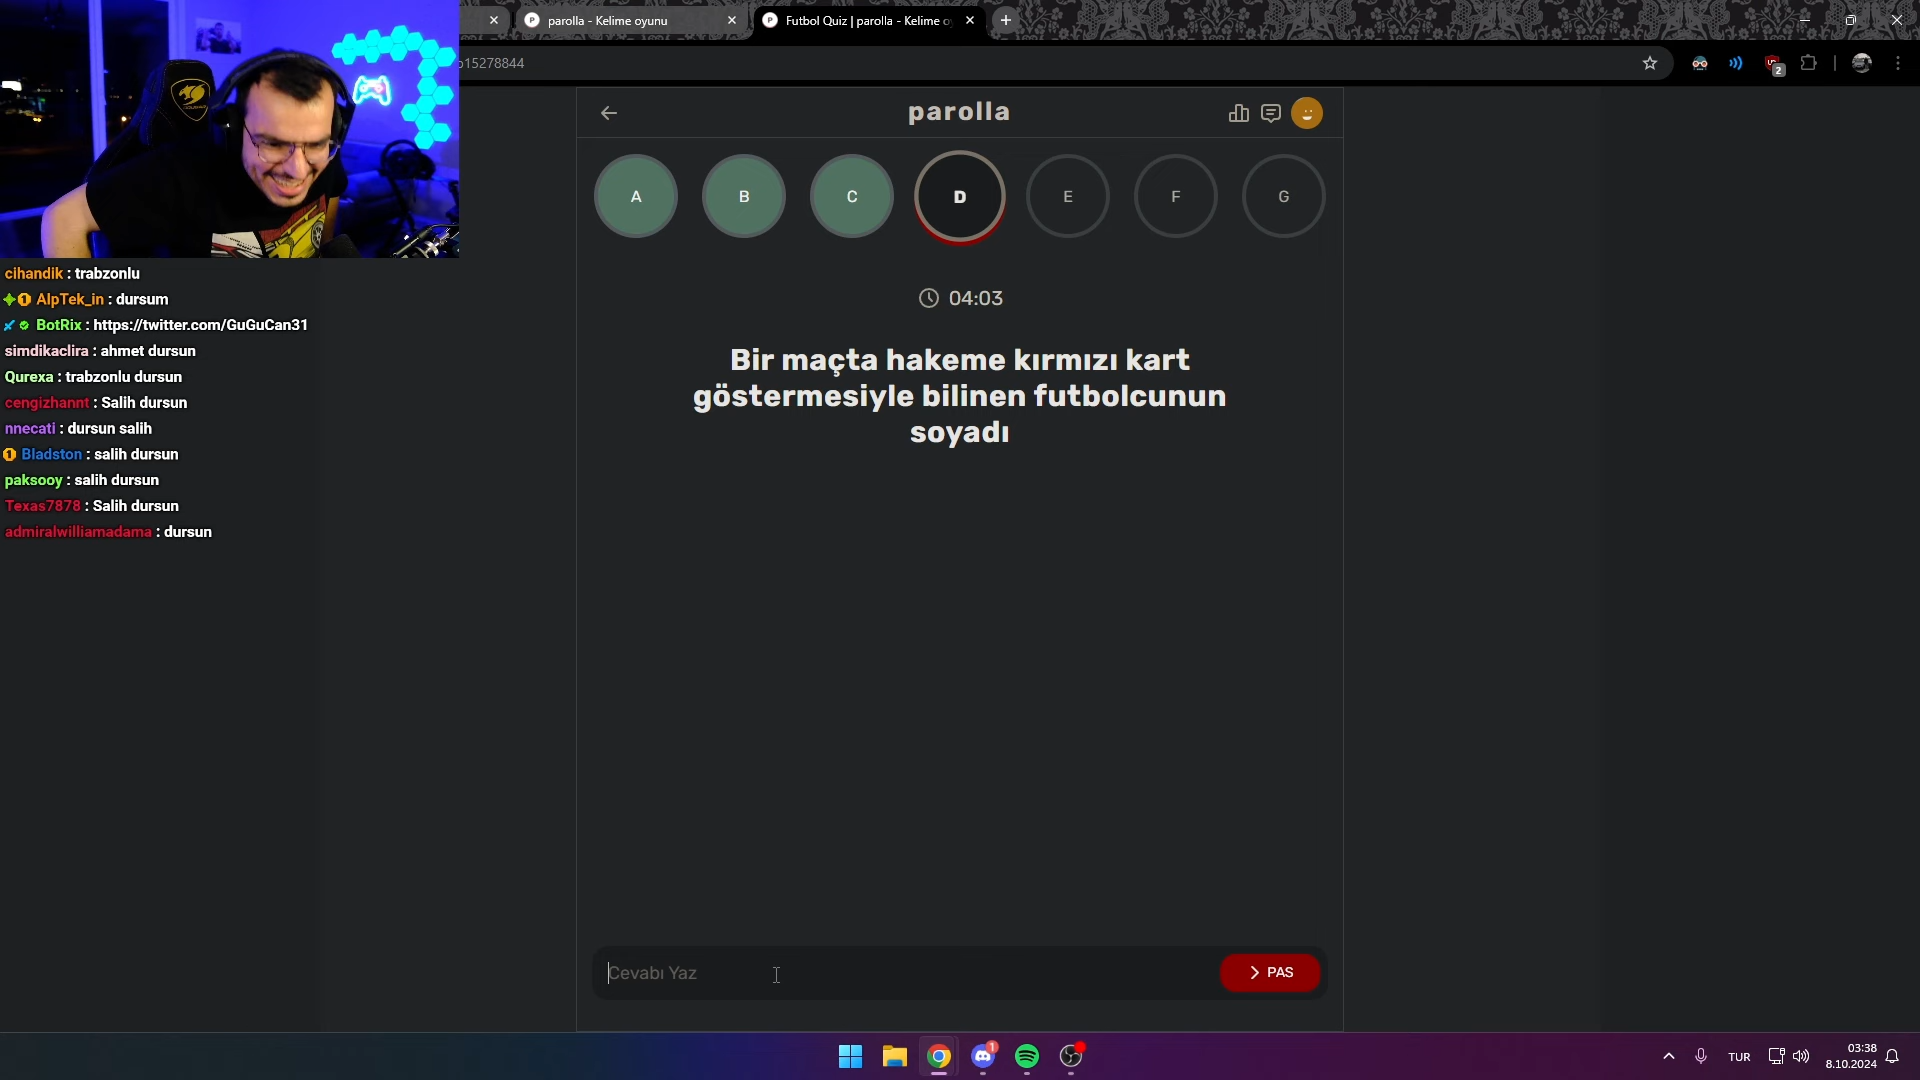 parolla - Kelime oyunu
Futbol Quiz | parolla - Kelime o
15278844
2
parolla
A
B
C
D
E
F
G
04:03
Bir maçta hakeme kırmızı kart
göstermesiyle bilinen futbolcunun
soyadı
cihandik : trabzonlu
AlpTek_in : dursum
BotRix : https://twitter.com/GuGuCan31
simdikaclira : ahmet dursun
Qurexa : trabzonlu dursun
cengizhannt : Salih dursun
nnecati : dursun salih
Bladston : salih dursun
paksooy : salih dursun
Texas7878 : Salih dursun
admiralwilliamadama : dursun
Cevabı Yaz
PAS
1
TUR
03:38
8.10.2024